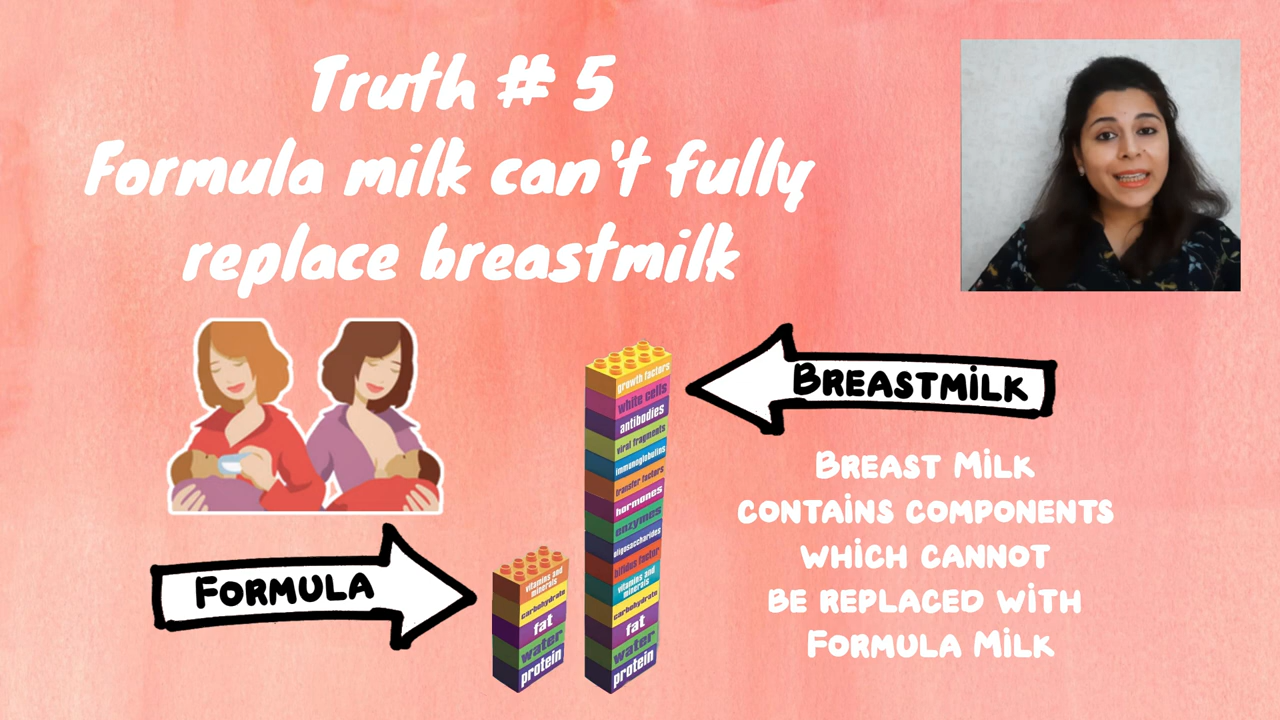 Truth # 5
Formula milk can't fully
replace breastmilk
BREASTMILK
BREAST MILK
CONTAINS COMPONENTS
WHICH CANNOT
BE REPLACED WITH
FORMULA MILK
FORMULA
vitamins and
minerals
carbohydrate
fat
water
protein
growth factors
white cells
antibodies
viral fragments
immunoglobulins
transfer factors
hormones
enzymes
oligosaccharides
bifidus factor
vitamins and
minerals
carbohydrate
fat
water
protein